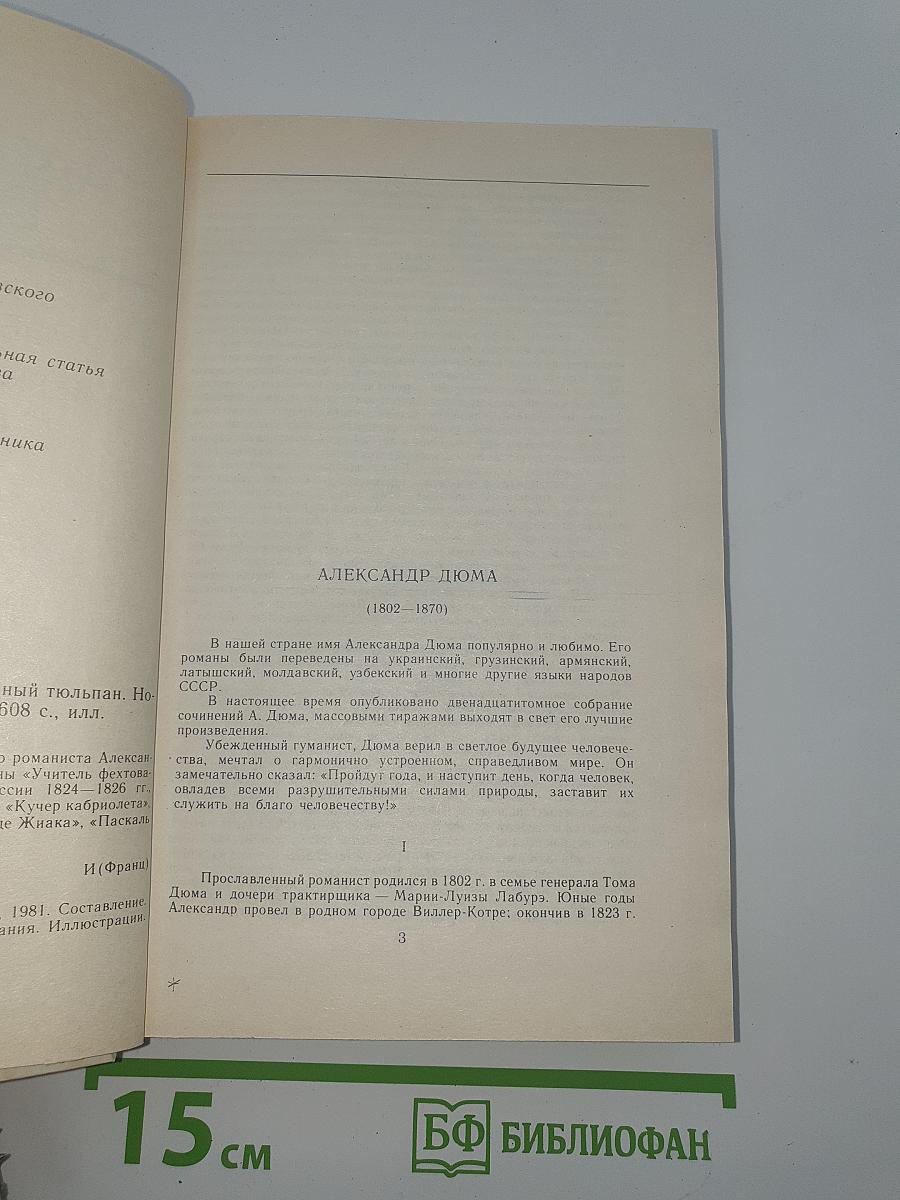 вского
ьная статья
ва
ника
ный тюльпан. Но-
608 с., илл.
о романиста Алексан-
ны «Учитель фехтова-
ссии 1824—1826 гг.,
«Кучер кабриолета»,
де Жиака», «Паскаль
И(Франц)
, 1981. Составление.
ания. Иллюстрации.
АЛЕКСАНДР ДЮМА
(1802—1870)
В нашей стране имя Александра Дюма популярно и любимо. Его
романы были переведены на украинский, грузинский, армянский,
латышский, молдавский, узбекский и многие другие языки народов
СССР.
В настоящее время опубликовано двенадцатитомное собрание
сочинений А. Дюма, массовыми тиражами выходят в свет его лучшие
произведения.
Убежденный гуманист, Дюма верил в светлое будущее человече-
ства, мечтал о гармонично устроенном, справедливом мире. Он
замечательно сказал: «Пройдут года, и наступит день, когда человек,
овладев всеми разрушительными силами природы, заставит их
служить на благо человечеству!»
I
Прославленный романист родился в 1802 г. в семье генерала Тома
Дюма и дочери трактирщика — Марии-Луизы Лабурэ. Юные годы
Александр провел в родном городе Виллер-Котре; окончив в 1823 г.
3
*
15 см
БФ БИБЛИОФАН